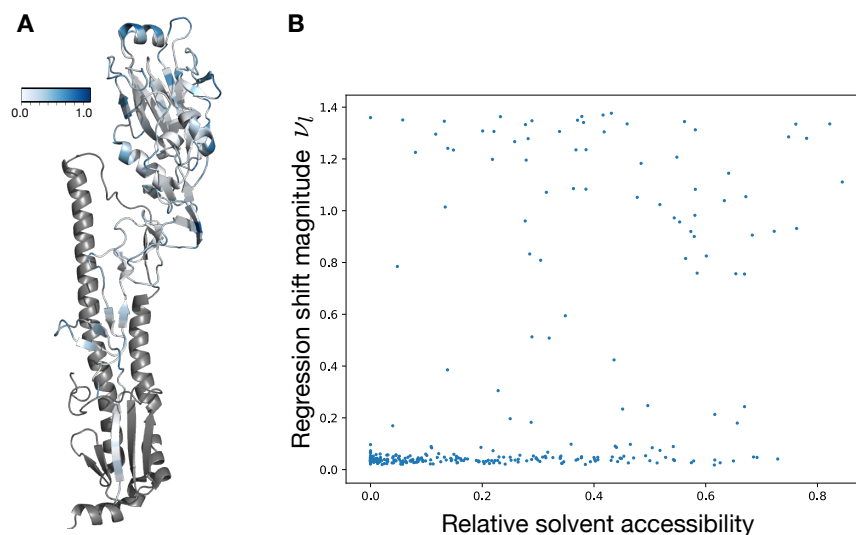 A
B
0.0 1.0
1.4
1.2
1.0
0.8
0.6
0.4
0.2
0.0
Regression shift magnitude ν_l
0.0 0.2 0.4 0.6 0.8
Relative solvent accessibility